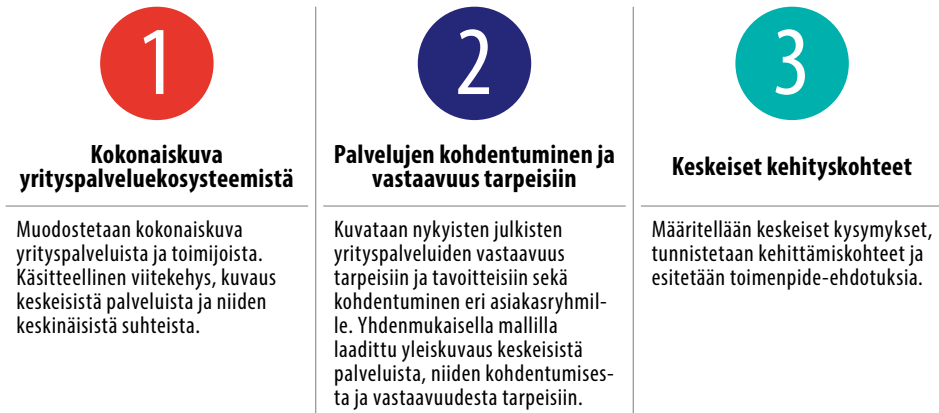 1
Kokonaiskuva
yrityspalveluekosysteemistä
Muodostetaan kokonaiskuva
yrityspalveluista ja toimijoista.
Käsitteellinen viitekehys, kuvaus
keskeisistä palveluista ja niiden
keskinäisistä suhteista.
2
Palvelujen kohdentuminen ja
vastaavuus tarpeisiin
Kuvataan nykyisten julkisten
yrityspalveluiden vastaavuus
tarpeisiin ja tavoitteisiin sekä
kohdentuminen eri asiakasryhmil-
le. Yhdenmukaisella mallilla
laadittu yleiskuvaus keskeisistä
palveluista, niiden kohdentumises-
ta ja vastaavuudesta tarpeisiin.
3
Keskeiset kehityskohteet
Määritellään keskeiset kysymykset,
tunnistetaan kehittämiskohteet ja
esitetään toimenpide-ehdotuksia.